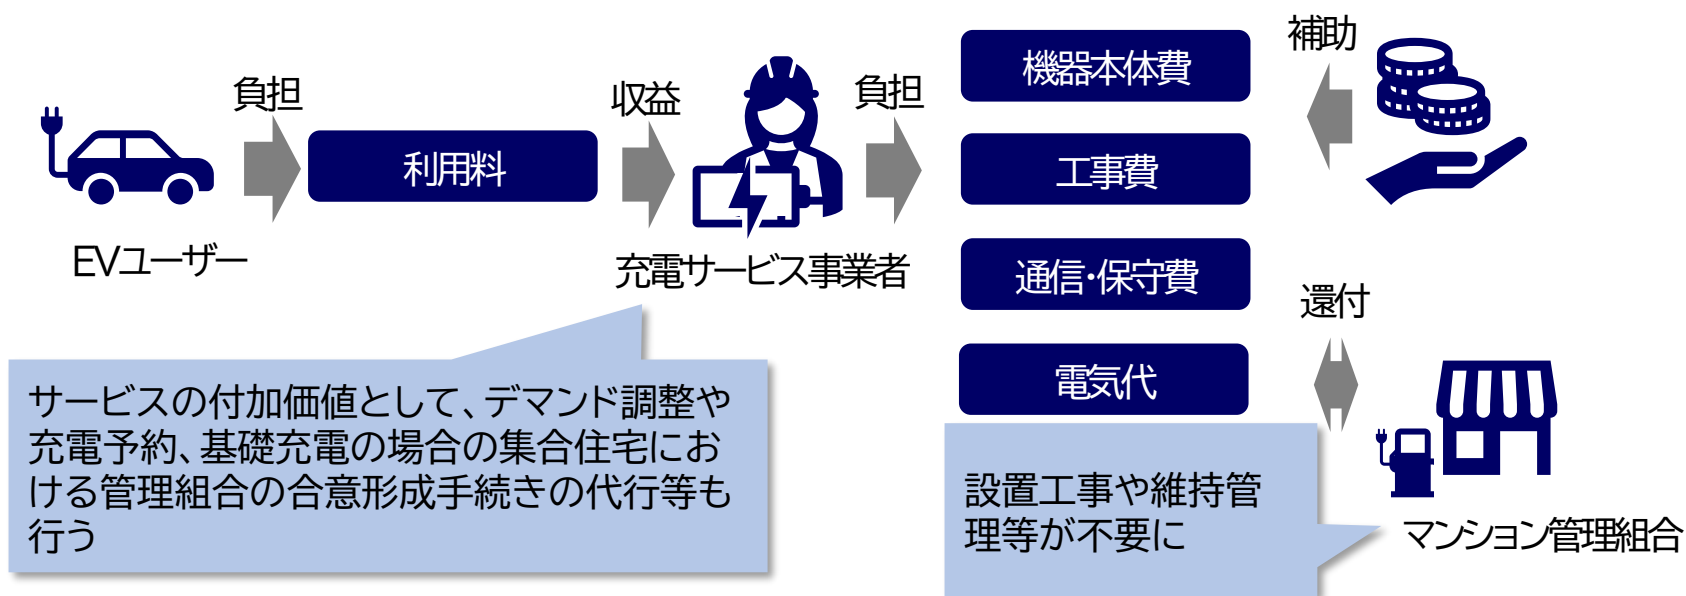 負担
利用料
EVユーザー
収益
充電サービス事業者
負担
機器本体費
工事費
通信・保守費
電気代
補助
還付
マンション管理組合
サービスの付加価値として、デマンド調整や
充電予約、基礎充電の場合の集合住宅にお
ける管理組合の合意形成手続きの代行等も
行う
設置工事や維持管
理等が不要に